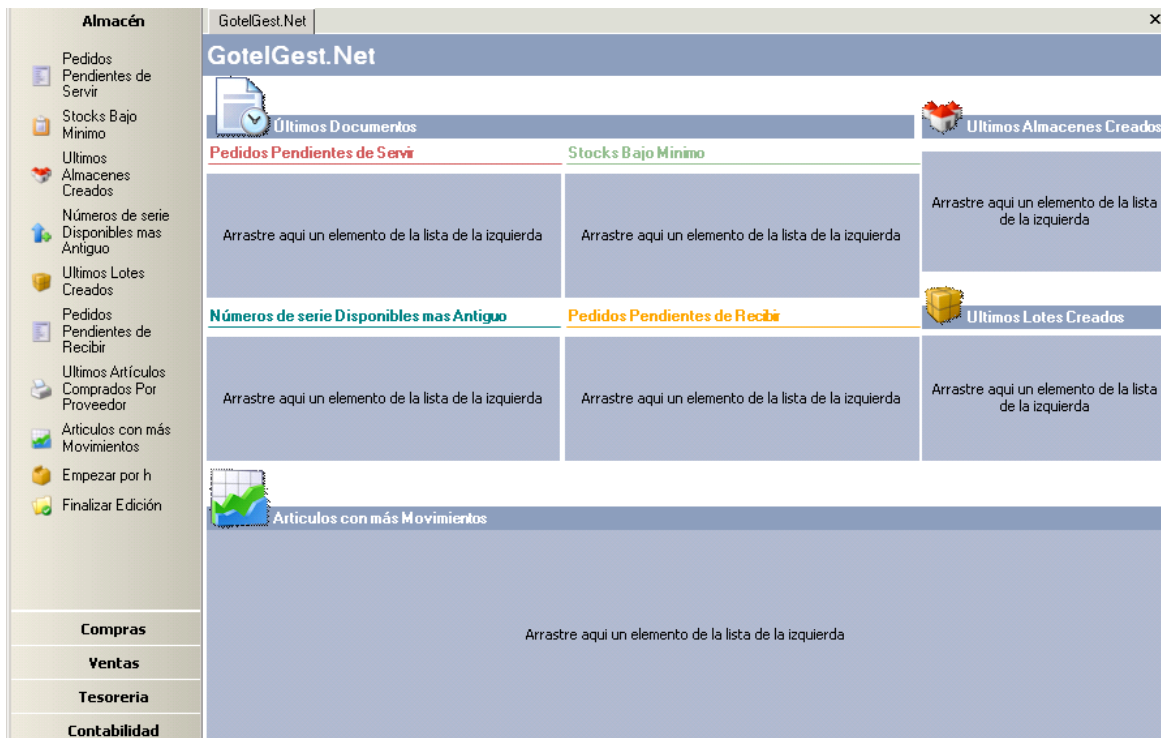 Almacén
Pedidos
Pendientes de
Servir
Stocks Bajo
Minimo
Ultimos
Almacenes
Creados
Números de serie
Disponibles mas
Antiguo
Ultimos Lotes
Creados
Pedidos
Pendientes de
Recibir
Ultimos Artículos
Comprados Por
Proveedor
Articulos con más
Movimientos
Empezar por h
Finalizar Edición
Compras
Ventas
Tesoreria
Contabilidad
GotelGest.Net
GotelGest.Net
Últimos Documentos
Pedidos Pendientes de Servir
Stocks Bajo Minimo
Arrastre aqui un elemento de la lista de la izquierda
Arrastre aqui un elemento de la lista de la izquierda
Números de serie Disponibles mas Antiguo
Pedidos Pendientes de Recibir
Arrastre aqui un elemento de la lista de la izquierda
Arrastre aqui un elemento de la lista de la izquierda
Ultimos Almacenes Creados
Arrastre aqui un elemento de la lista
de la izquierda
Ultimos Lotes Creados
Arrastre aqui un elemento de la lista
de la izquierda
Articulos con más Movimientos
Arrastre aqui un elemento de la lista de la izquierda